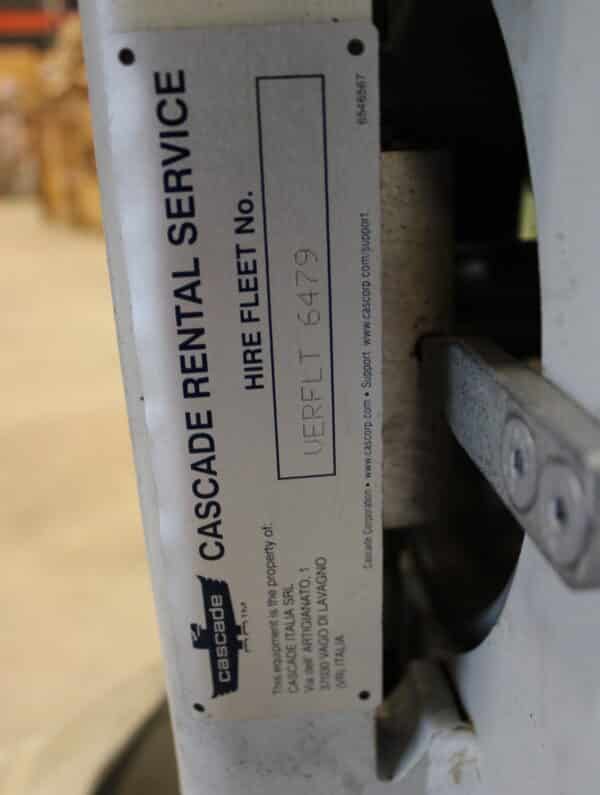 cascade™
CASCADE RENTAL SERVICE
This equipment is the property of:
CASCADE ITALIA SRL
Via dell' ARTIGIANATO, 1
37030 VAGO DI LAVAGNO
(VR) ITALIA
HIRE FLEET No.
VERFLT 6479
Cascade Corporation • www.cascorp.com • Support www.cascorp.com/support
6546567